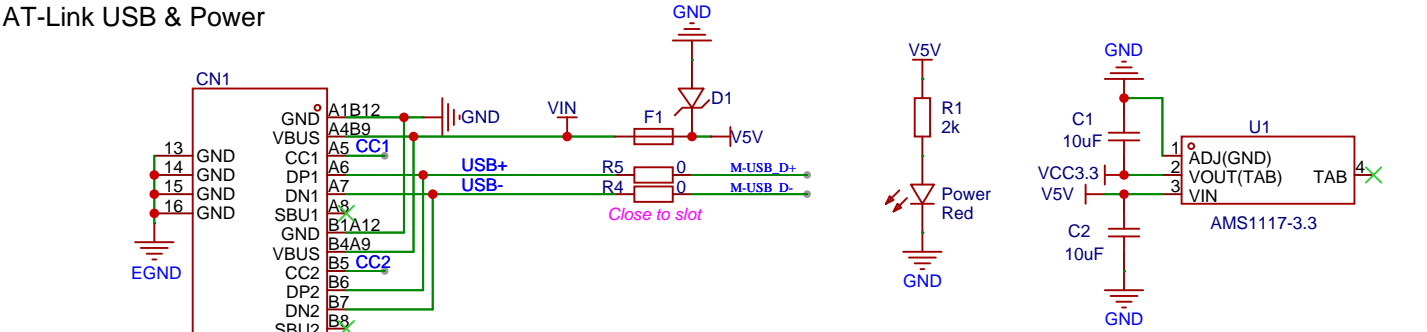 AT-Link USB & Power
GND
CN1
GND A1B12
GND
VBUS A4B9
VIN
F1
D1
V5V
CC1 A5 CC1
13 GND
DP1 A6 USB+ R5 0 M-USB_D+
14 GND
DN1 A7 USB- R4 0 M-USB_D-
15 GND
SBU1 A8
Close to slot
16 GND
GND B1A12
VBUS B4A9
EGND
CC2 B5 CC2
DP2 B6
DN2 B7
SBU2 B8
V5V
R1
2k
Power
Red
GND
GND
C1
10uF
U1
1 ADJ(GND)
VCC3.3 2 VOUT(TAB) TAB 4
V5V 3 VIN
AMS1117-3.3
C2
10uF
GND